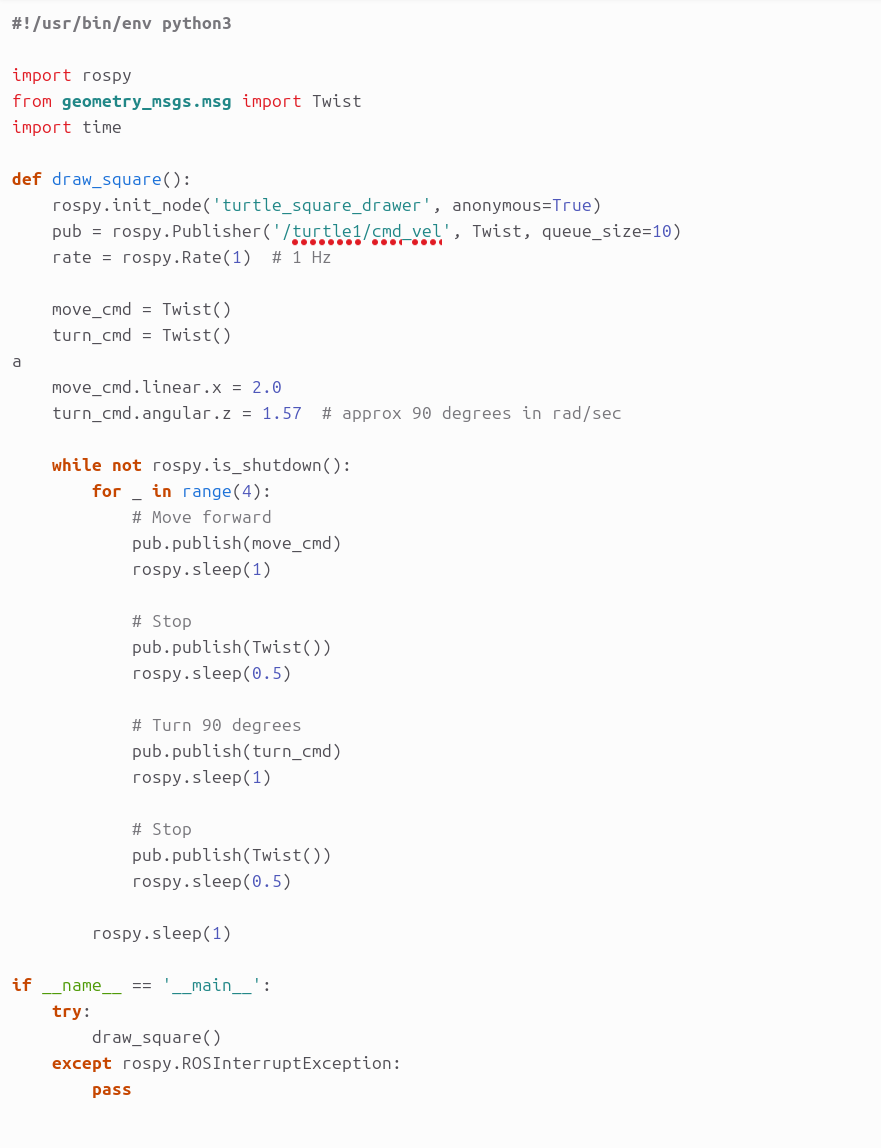 #!/usr/bin/env python3

import rospy
from geometry_msgs.msg import Twist
import time

def draw_square():
    rospy.init_node('turtle_square_drawer', anonymous=True)
    pub = rospy.Publisher('/turtle1/cmd_vel', Twist, queue_size=10)
    rate = rospy.Rate(1)  # 1 Hz

    move_cmd = Twist()
    turn_cmd = Twist()
a
    move_cmd.linear.x = 2.0
    turn_cmd.angular.z = 1.57  # approx 90 degrees in rad/sec

    while not rospy.is_shutdown():
        for _ in range(4):
            # Move forward
            pub.publish(move_cmd)
            rospy.sleep(1)

            # Stop
            pub.publish(Twist())
            rospy.sleep(0.5)

            # Turn 90 degrees
            pub.publish(turn_cmd)
            rospy.sleep(1)

            # Stop
            pub.publish(Twist())
            rospy.sleep(0.5)

        rospy.sleep(1)

if __name__ == '__main__':
    try:
        draw_square()
    except rospy.ROSInterruptException:
        pass